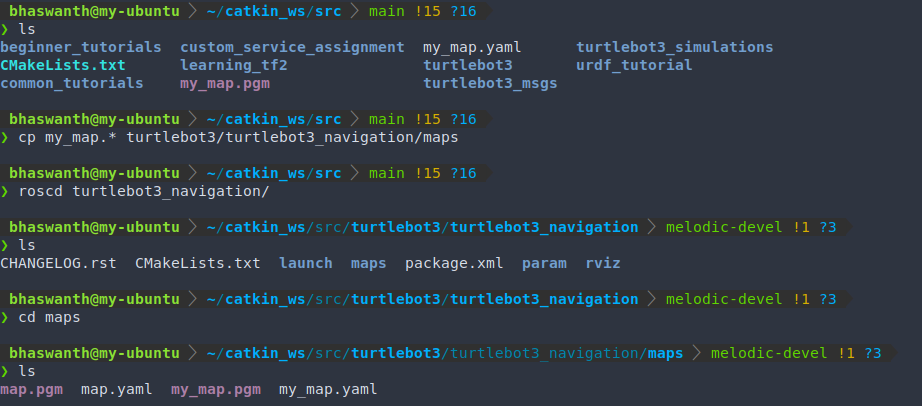 bhaswanth@my-ubuntu > ~/catkin_ws/src > main !15 ?16
❯ ls
beginner_tutorials custom_service_assignment my_map.yaml turtlebot3_simulations
CMakeLists.txt learning_tf2 turtlebot3 urdf_tutorial
common_tutorials my_map.pgm turtlebot3_msgs
bhaswanth@my-ubuntu > ~/catkin_ws/src > main !15 ?16
❯ cp my_map.* turtlebot3/turtlebot3_navigation/maps
bhaswanth@my-ubuntu > ~/catkin_ws/src > main !15 ?16
❯ roscd turtlebot3_navigation/
bhaswanth@my-ubuntu > ~/catkin_ws/src/turtlebot3/turtlebot3_navigation > melodic-devel !1 ?3
❯ ls
CHANGELOG.rst CMakeLists.txt launch maps package.xml param rviz
bhaswanth@my-ubuntu > ~/catkin_ws/src/turtlebot3/turtlebot3_navigation > melodic-devel !1 ?3
❯ cd maps
bhaswanth@my-ubuntu > ~/catkin_ws/src/turtlebot3/turtlebot3_navigation/maps > melodic-devel !1 ?3
❯ ls
map.pgm map.yaml my_map.pgm my_map.yaml